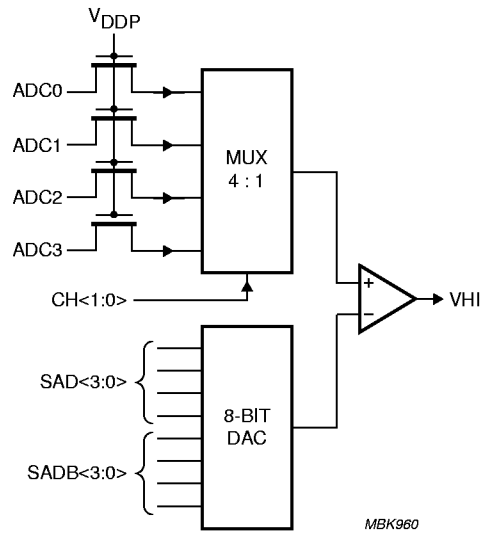 VDDP
ADC0
ADC1
ADC2
ADC3
MUX
4 : 1
CH<1:0>
+
−
VHI
SAD<3:0>
8-BIT
DAC
SADB<3:0>
MBK960